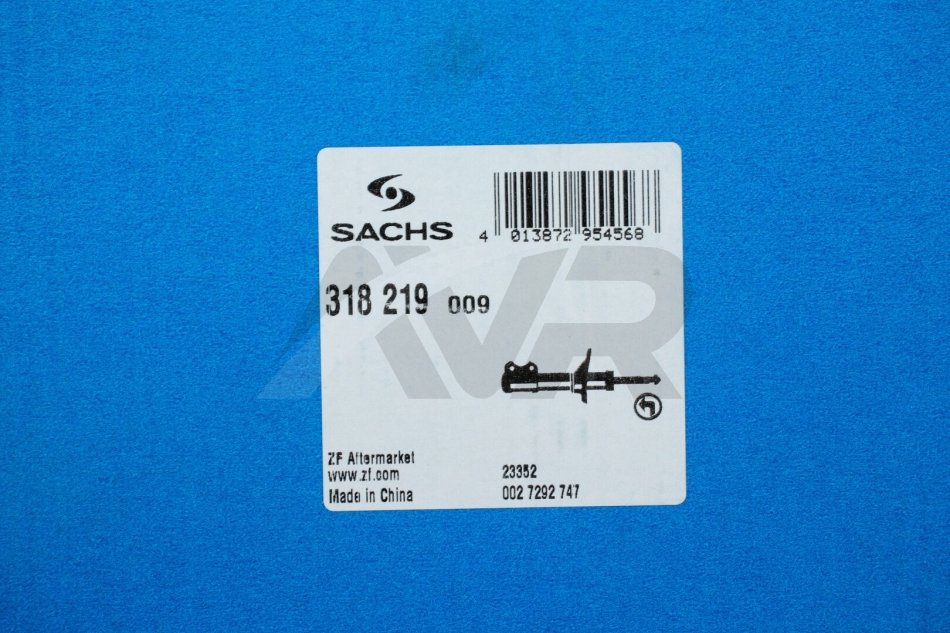 SACHS
4 013872 954568
318 219 009
AVR
ZF Aftermarket
www.zf.com
Made in China
23352
002 7292 747